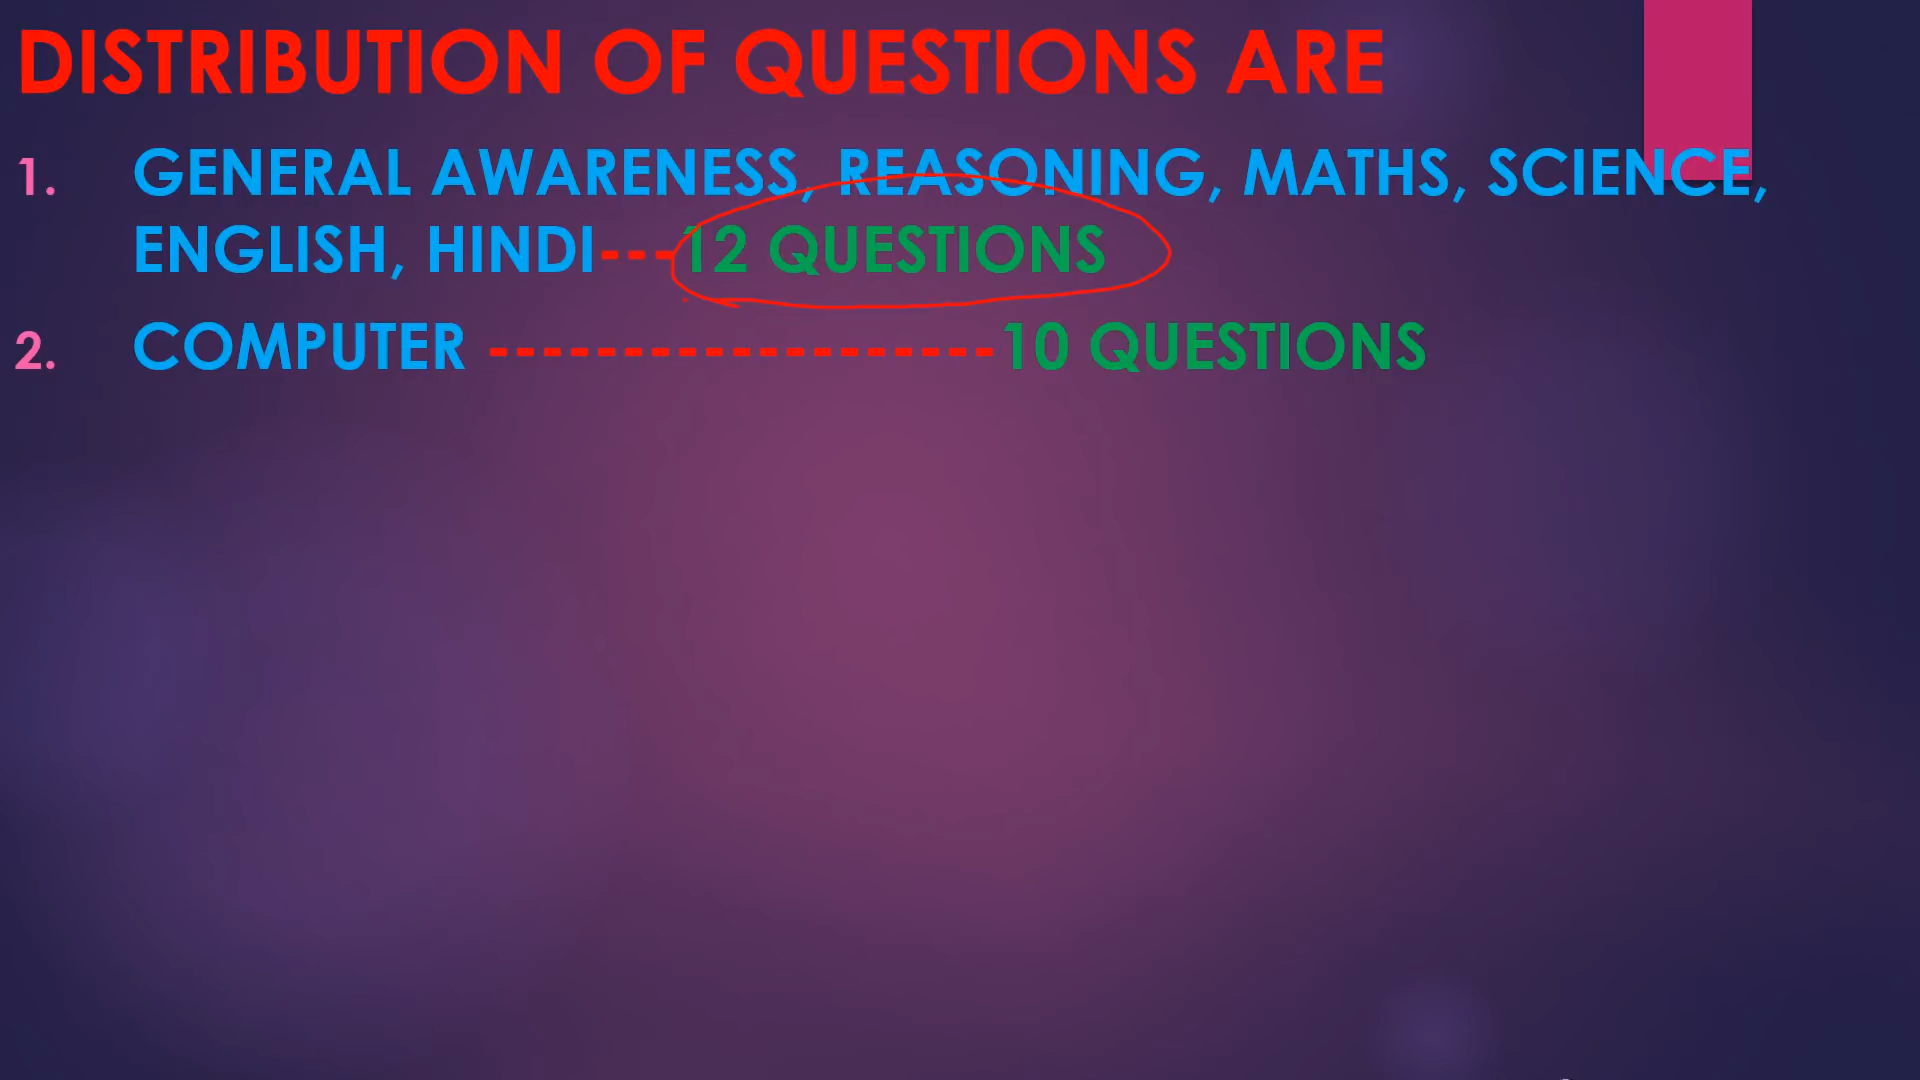 DISTRIBUTION OF QUESTIONS ARE
1. GENERAL AWARENESS, REASONING, MATHS, SCIENCE,
ENGLISH, HINDI---12 QUESTIONS
2. COMPUTER -------------------10 QUESTIONS